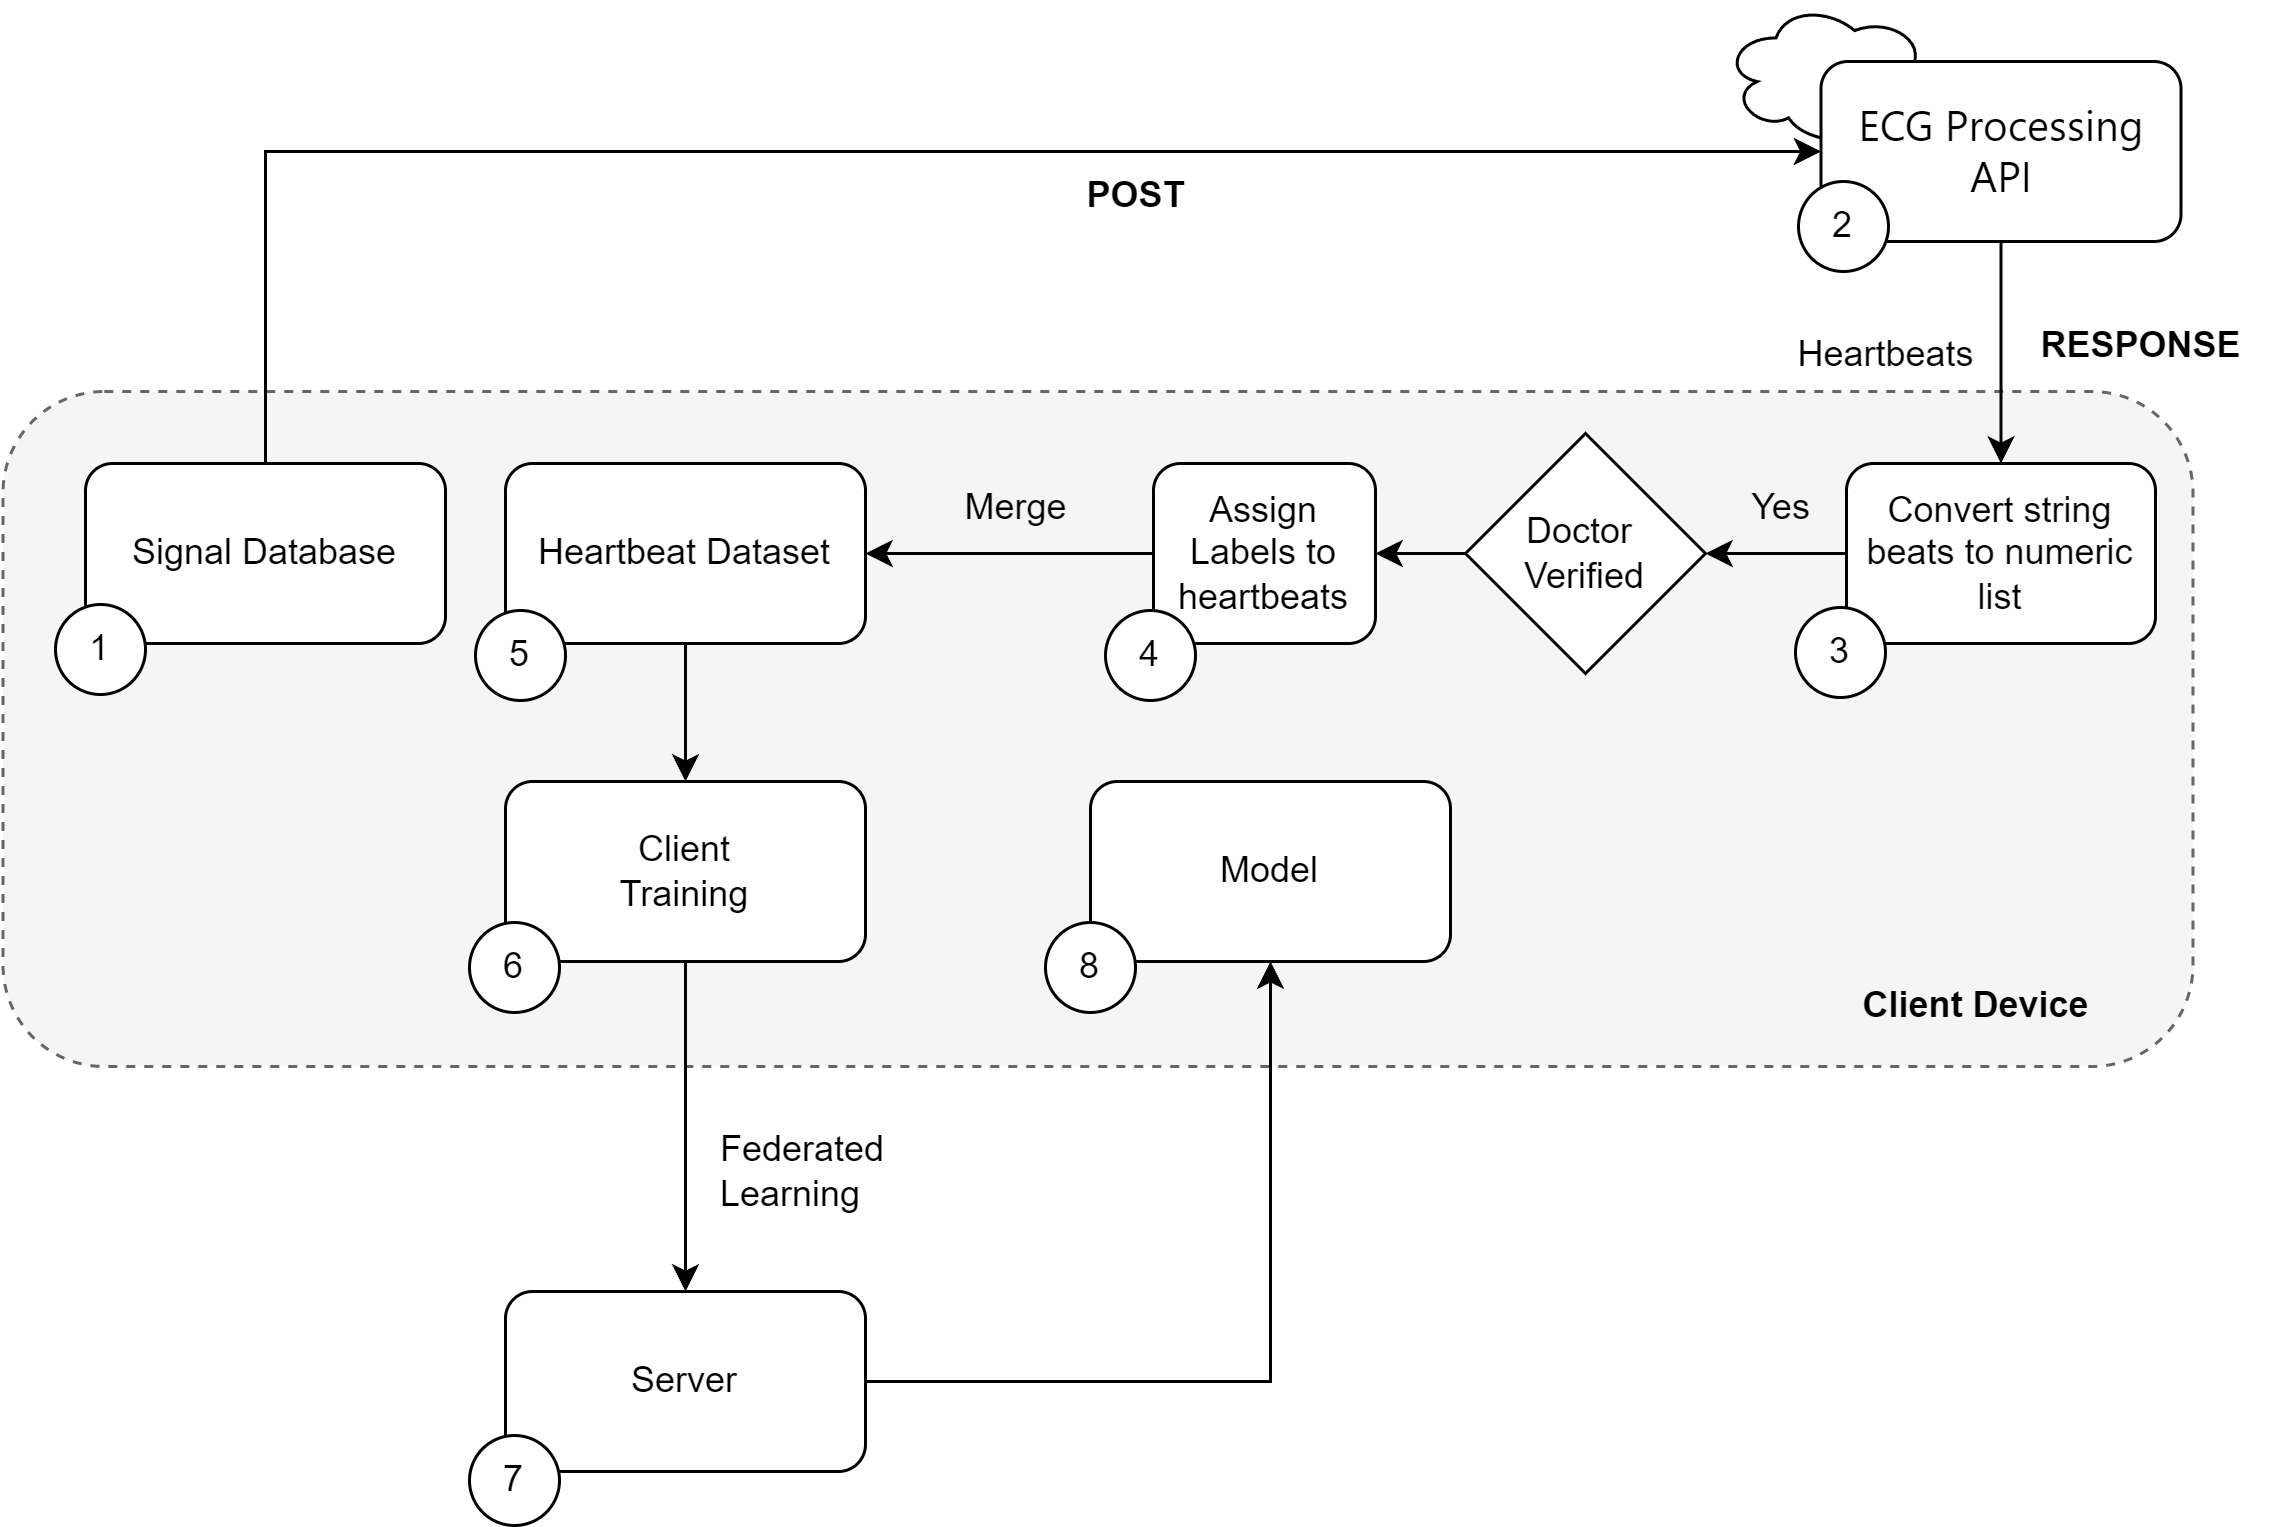 ECG Processing
API
2
POST
Heartbeats
RESPONSE
Signal Database
1
Heartbeat Dataset
5
Merge
Assign
Labels to
heartbeats
4
Doctor
Verified
Yes
Convert string
beats to numeric
list
3
Client
Training
6
Model
8
Client Device
Federated
Learning
Server
7